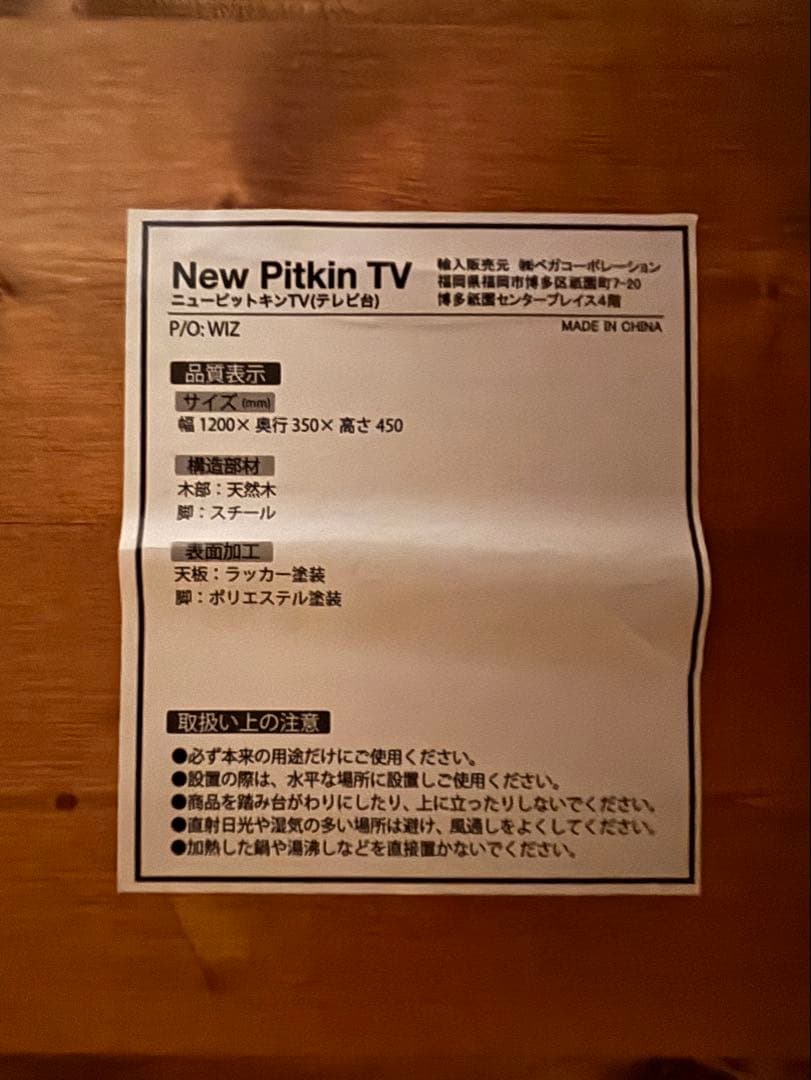 New Pitkin TV
ニューピットキンTV(テレビ台)
輸入販売元 ㈱ベガコーポレーション
福岡県福岡市博多区祇園町7-20
博多祇園センタープレイス4階
P/O: WIZ
MADE IN CHINA
品質表示
サイズ(mm)
幅1200×奥行350×高さ450
構造部材
木部：天然木
脚：スチール
表面加工
天板：ラッカー塗装
脚：ポリエステル塗装
取扱い上の注意
●必ず本来の用途だけにご使用ください。
●設置の際は、水平な場所に設置しご使用ください。
●商品を踏み台がわりにしたり、上に立ったりしないでください。
●直射日光や湿気の多い場所は避け、風通しをよくしてください。
●加熱した鍋や湯沸しなどを直接置かないでください。